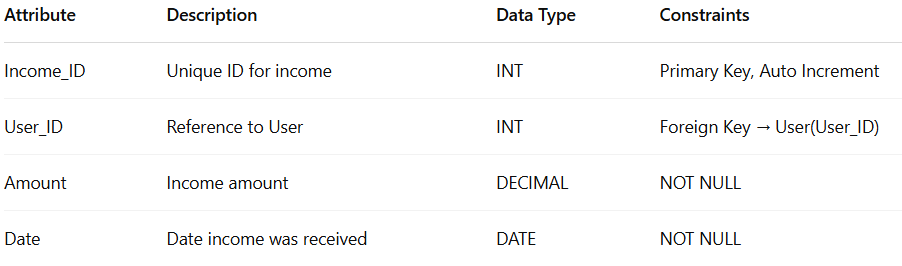 Attribute Description Data Type Constraints
Income_ID Unique ID for income INT Primary Key, Auto Increment
User_ID Reference to User INT Foreign Key → User(User_ID)
Amount Income amount DECIMAL NOT NULL
Date Date income was received DATE NOT NULL